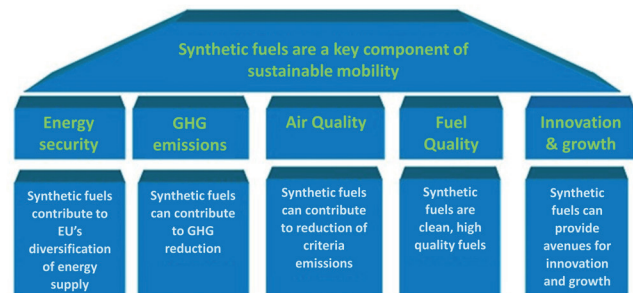 Synthetic fuels are a key component of
sustainable mobility
Energy
security
GHG
emissions
Air Quality
Fuel
Quality
Innovation
& growth
Synthetic fuels
contribute to
EU's
diversification
of energy
supply
Synthetic fuels
can contribute
to GHG
reduction
Synthetic fuels
can contribute
to reduction of
criteria
emissions
Synthetic
fuels are
clean, high
quality fuels
Synthetic
fuels can
provide
avenues for
innovation
and growth